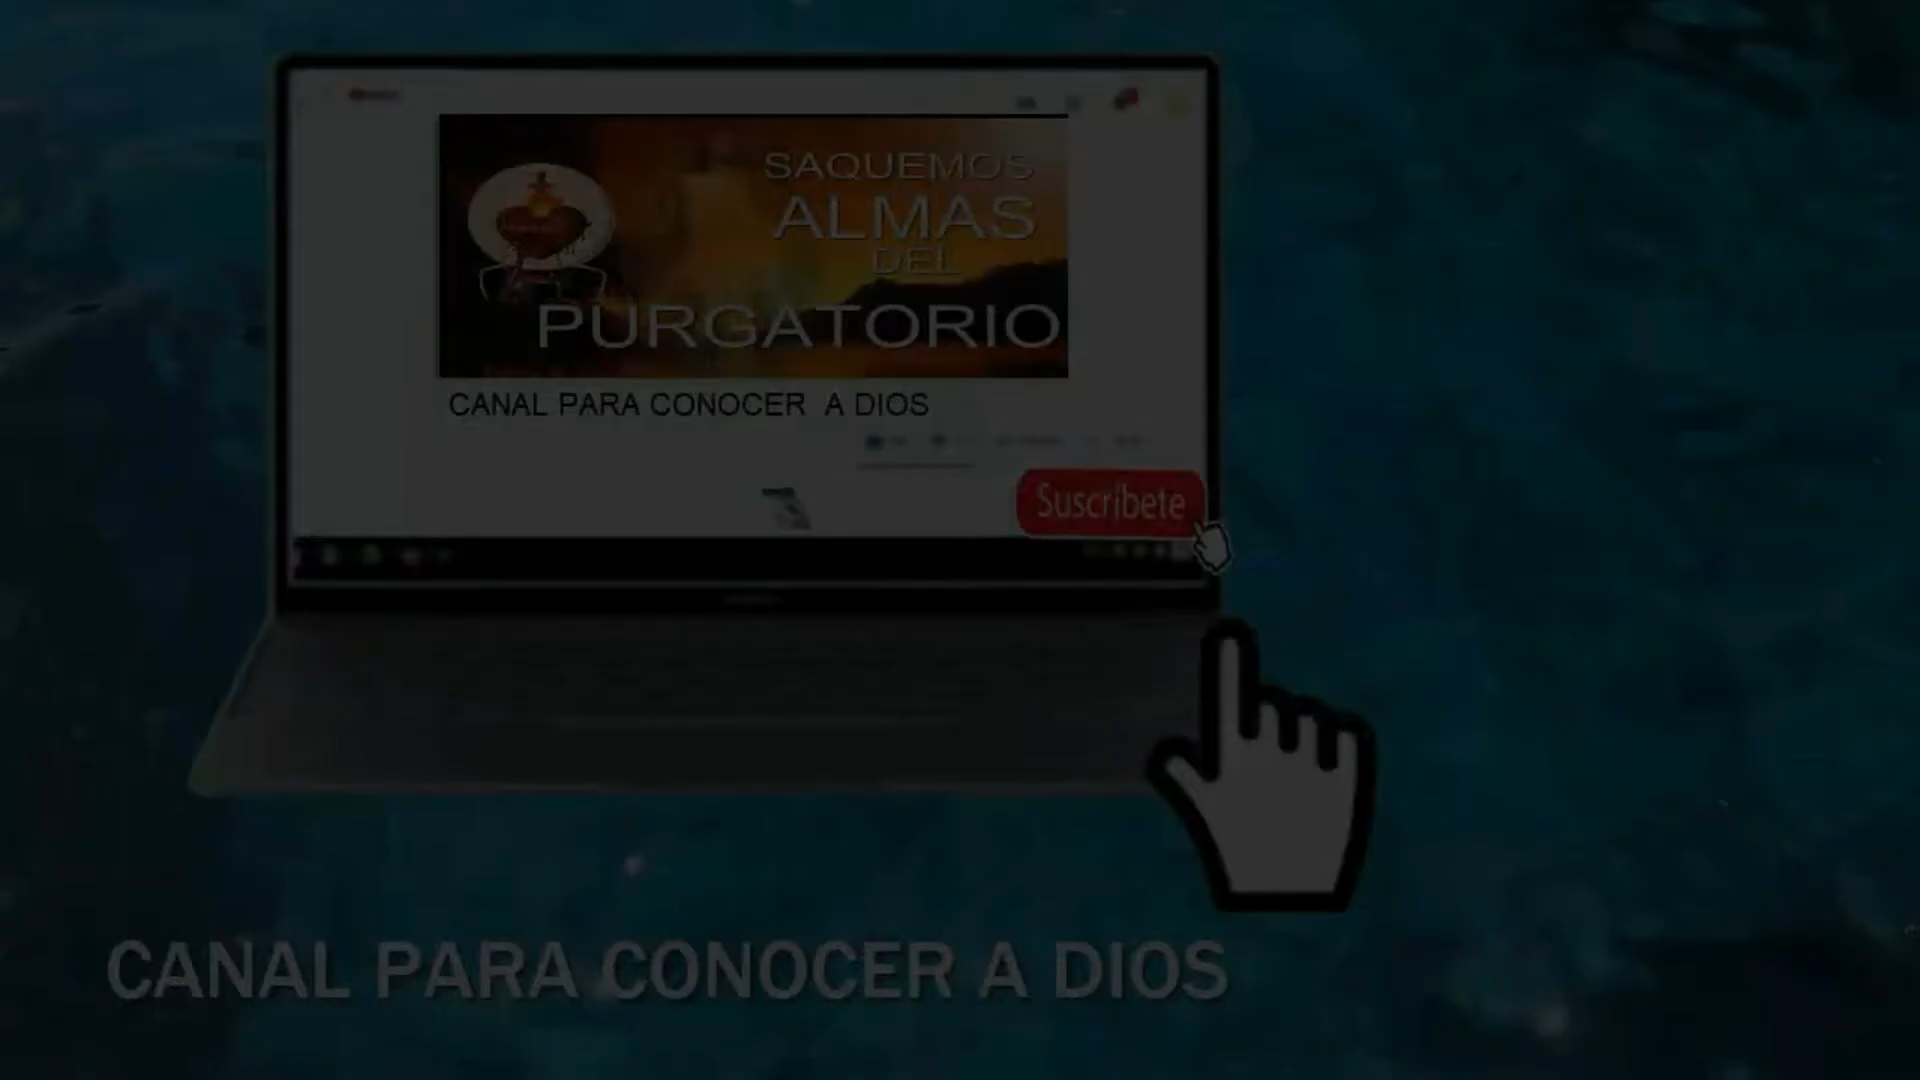 SAQUEMOS
ALMAS
DEL
PURGATORIO
CANAL PARA CONOCER A DIOS
Suscríbete
CANAL PARA CONOCER A DIOS